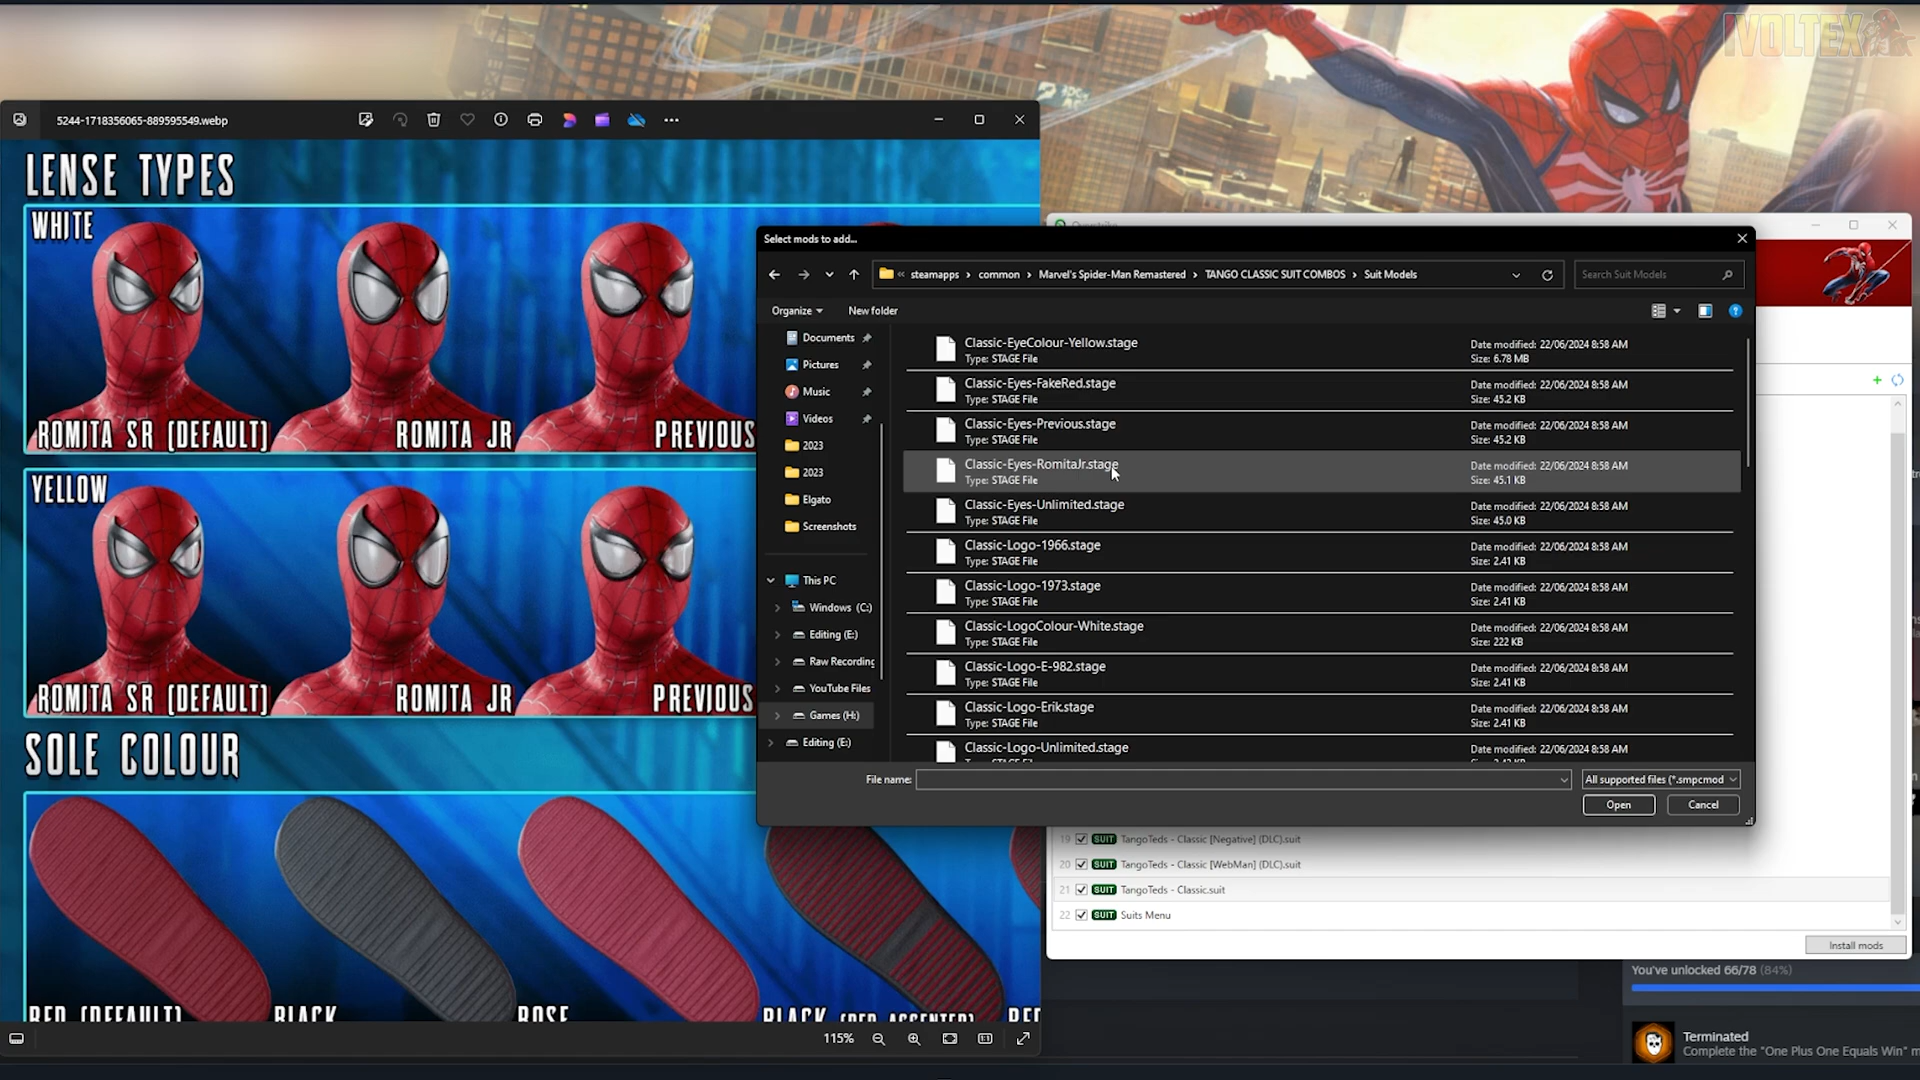 IVOLTEX
5244-1718356065-889595549.webp
LENSE TYPES
WHITE
ROMITA SR (DEFAULT)
ROMITA JR
PREVIOUS
YELLOW
ROMITA SR (DEFAULT)
ROMITA JR
PREVIOUS
SOLE COLOUR
RED (DEFAULT)
BLACK
ROSE
BLACK (RED ACCENTED)
115%
Select mods to add...
« steamapps › common › Marvel's Spider-Man Remastered › TANGO CLASSIC SUIT COMBOS › Suit Models
Search Suit Models
Organize
New folder
Documents
Pictures
Music
Videos
2023
2023
Elgato
Screenshots
This PC
Windows (C:)
Editing (E:)
Raw Recording
YouTube Files
Games (H:)
Editing (E:)
Classic-EyeColour-Yellow.stage
Type: STAGE File
Date modified: 22/06/2024 8:58 AM
Size: 6.78 MB
Classic-Eyes-FakeRed.stage
Type: STAGE File
Date modified: 22/06/2024 8:58 AM
Size: 45.2 KB
Classic-Eyes-Previous.stage
Type: STAGE File
Date modified: 22/06/2024 8:58 AM
Size: 45.2 KB
Classic-Eyes-RomitaJr.stage
Type: STAGE File
Date modified: 22/06/2024 8:58 AM
Size: 45.1 KB
Classic-Eyes-Unlimited.stage
Type: STAGE File
Date modified: 22/06/2024 8:58 AM
Size: 45.0 KB
Classic-Logo-1966.stage
Type: STAGE File
Date modified: 22/06/2024 8:58 AM
Size: 2.41 KB
Classic-Logo-1973.stage
Type: STAGE File
Date modified: 22/06/2024 8:58 AM
Size: 2.41 KB
Classic-LogoColour-White.stage
Type: STAGE File
Date modified: 22/06/2024 8:58 AM
Size: 222 KB
Classic-Logo-E-982.stage
Type: STAGE File
Date modified: 22/06/2024 8:58 AM
Size: 2.41 KB
Classic-Logo-Erik.stage
Type: STAGE File
Date modified: 22/06/2024 8:58 AM
Size: 2.41 KB
Classic-Logo-Unlimited.stage
Date modified: 22/06/2024 8:58 AM
File name:
All supported files (*.smpcmod
Open
Cancel
19 SUIT TangoTeds - Classic [Negative] (DLC).suit
20 SUIT TangoTeds - Classic [WebMan] (DLC).suit
21 SUIT TangoTeds - Classic.suit
22 SUIT Suits Menu
Install mods
You've unlocked 66/78 (84%)
Terminated
Complete the "One Plus One Equals Win" m